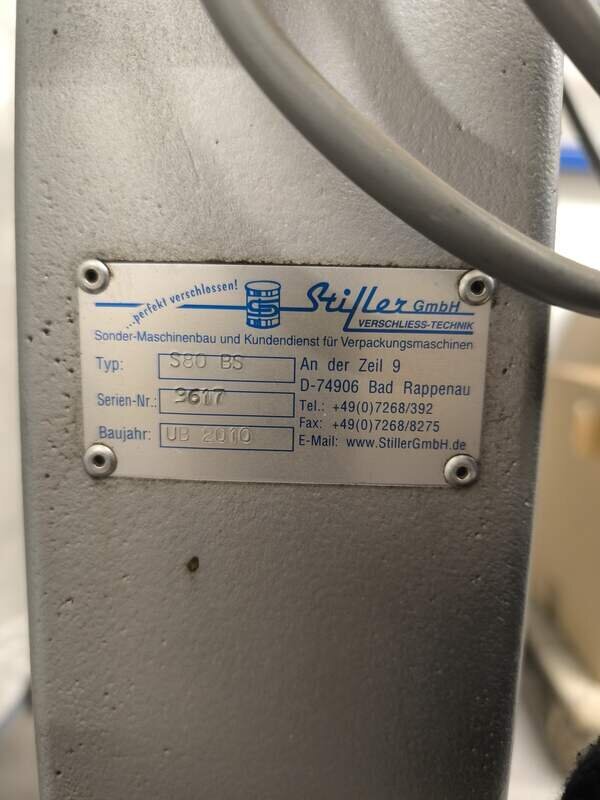 ...perfekt verschlossen!
Stiller GmbH
VERSCHLIESS-TECHNIK
Sonder-Maschinenbau und Kundendienst für Verpackungsmaschinen
Typ: S80 BS
An der Zeil 9
D-74906 Bad Rappenau
Serien-Nr.: 9617
Tel.: +49(0)7268/392
Fax: +49(0)7268/8275
Baujahr: UB 2010
E-Mail: www.StillerGmbH.de